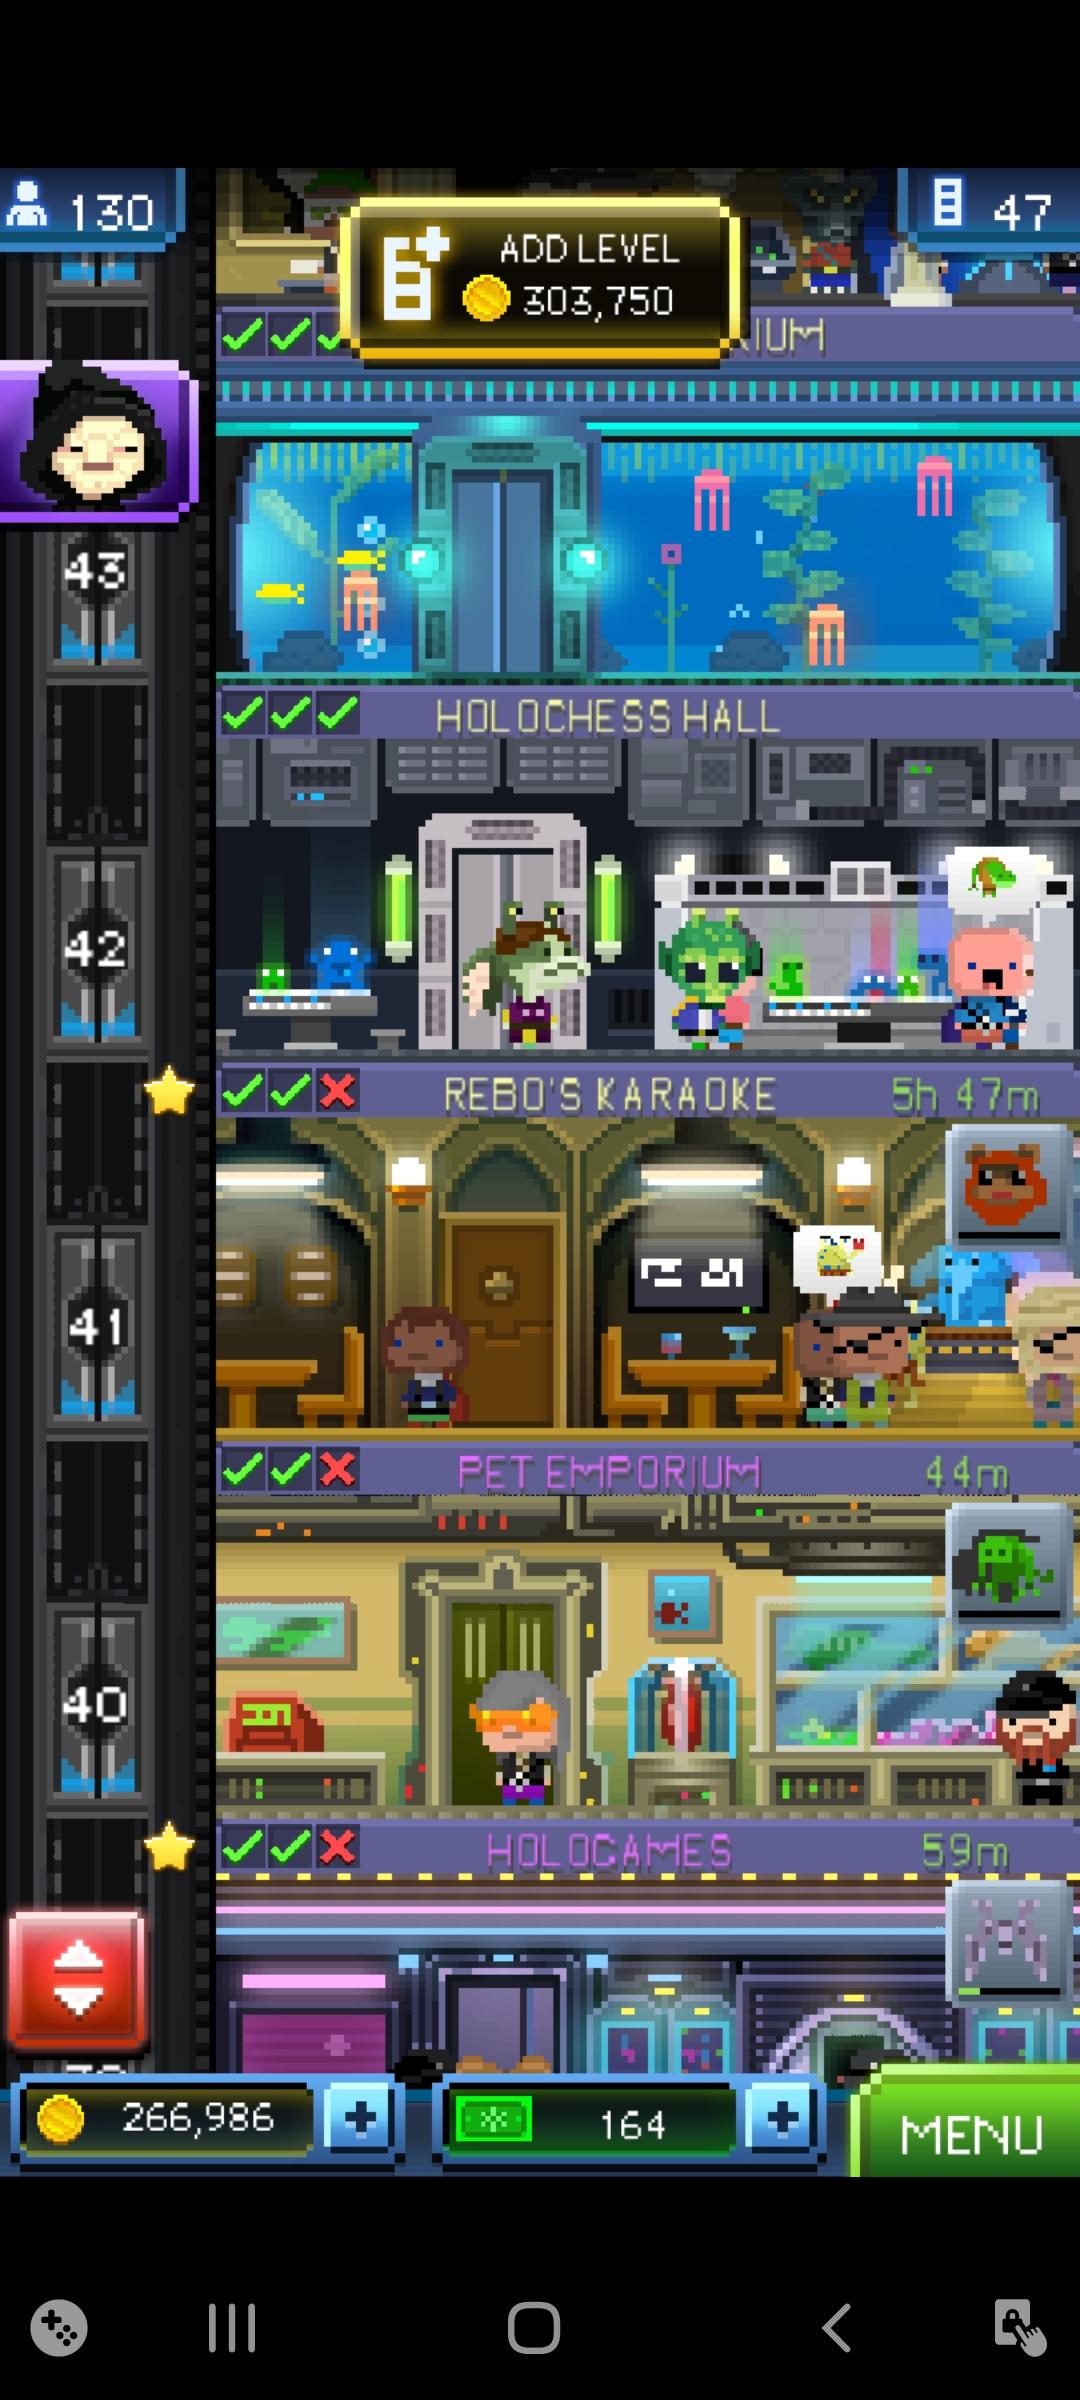 130
47
ADD LEVEL
303,750
RIUM
43
HOLOCHESS HALL
42
REBO'S KARAOKE 5h 47m
41
PET EMPORIUM 44m
40
HOLOGAMES 59m
266,986
164
MENU